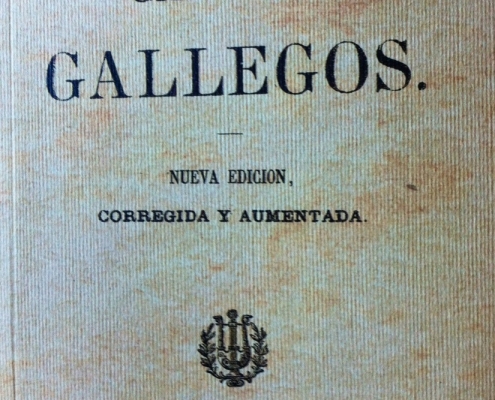 GALLEGOS.
NUEVA EDICION,
CORREGIDA Y AUMENTADA.